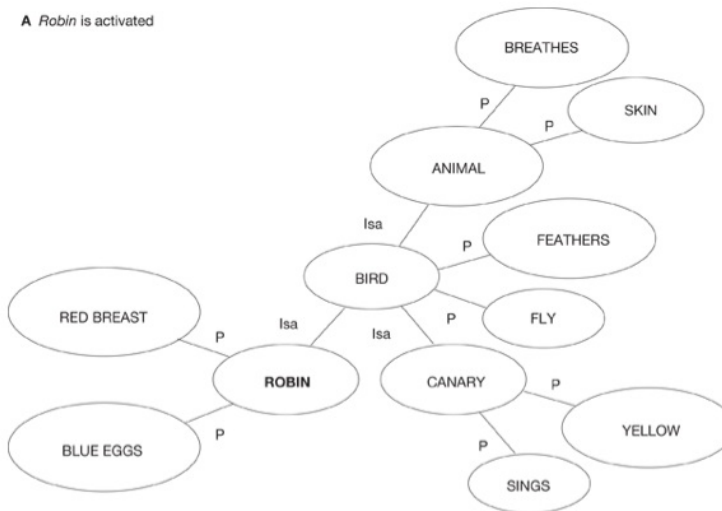 A Robin is activated
BREATHES
P
SKIN
P
ANIMAL
Isa
FEATHERS
P
BIRD
FLY
P
RED BREAST
Isa
Isa
P
ROBIN
CANARY
P
YELLOW
BLUE EGGS
P
P
SINGS